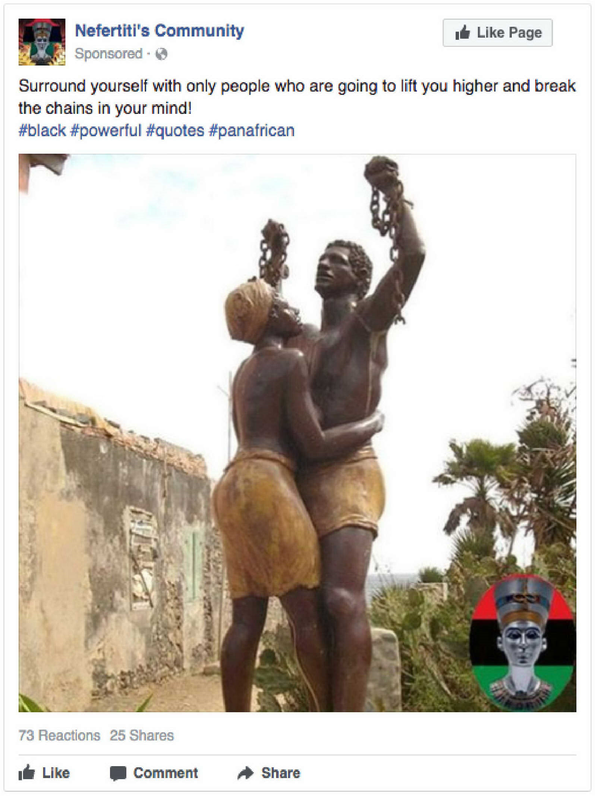 Nefertiti's Community
Like Page
Sponsored ·
Surround yourself with only people who are going to lift you higher and break
the chains in your mind!
#black #powerful #quotes #panafrican
73 Reactions 25 Shares
Like Comment Share